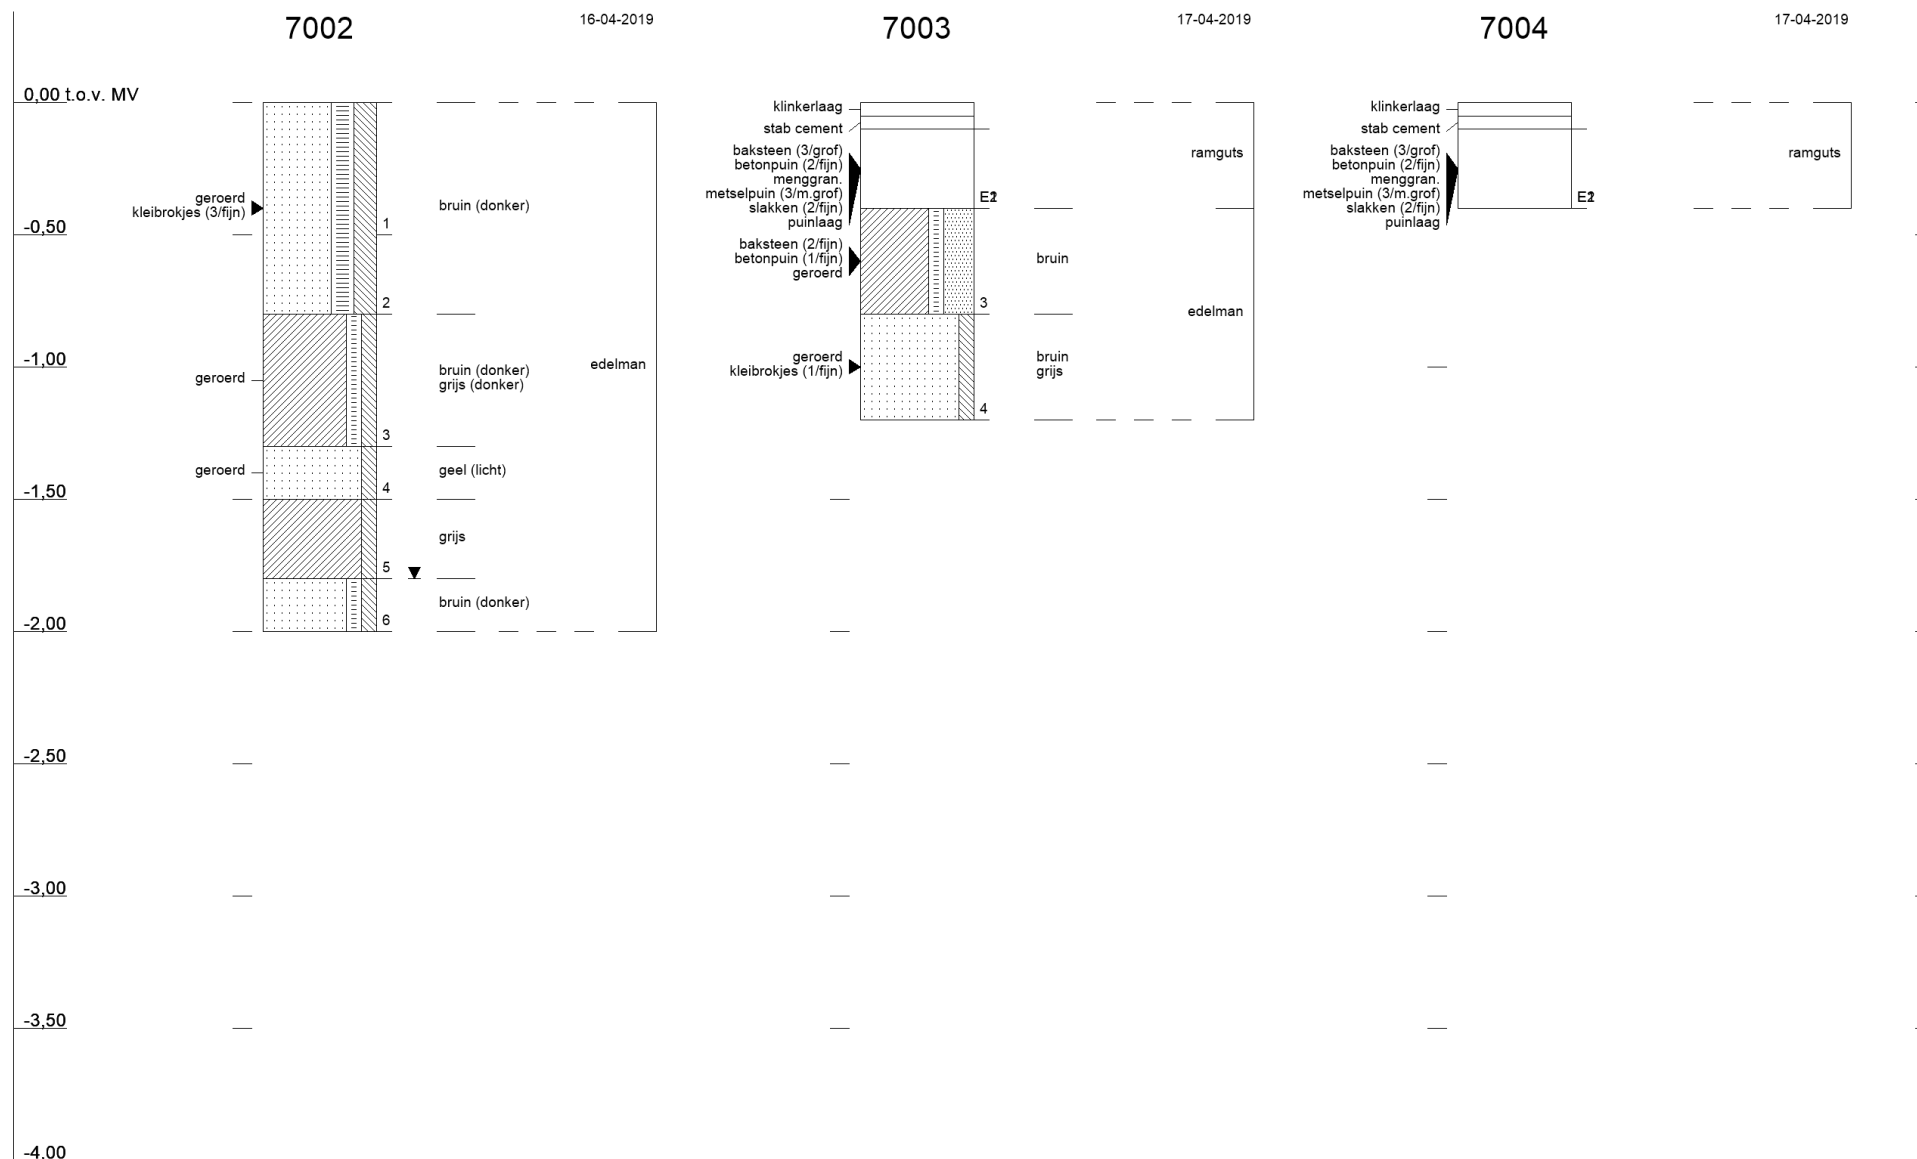 7002
16-04-2019
7003
17-04-2019
7004
17-04-2019
0,00 t.o.v. MV
-0,50
-1,00
-1,50
-2,00
-2,50
-3,00
-3,50
-4,00
geroerd
kleibrokjes (3/fijn)
geroerd
geroerd
1
2
3
4
5
6
bruin (donker)
bruin (donker)
grijs (donker)
geel (licht)
grijs
bruin (donker)
edelman
klinkerlaag
stab cement
baksteen (3/grof)
betonpuin (2/fijn)
menggran.
metselpuin (3/m.grof)
slakken (2/fijn)
puinlaag
baksteen (2/fijn)
betonpuin (1/fijn)
geroerd
geroerd
kleibrokjes (1/fijn)
3
4
bruin
bruin
grijs
ramguts
edelman
klinkerlaag
stab cement
baksteen (3/grof)
betonpuin (2/fijn)
menggran.
metselpuin (3/m.grof)
slakken (2/fijn)
puinlaag
ramguts